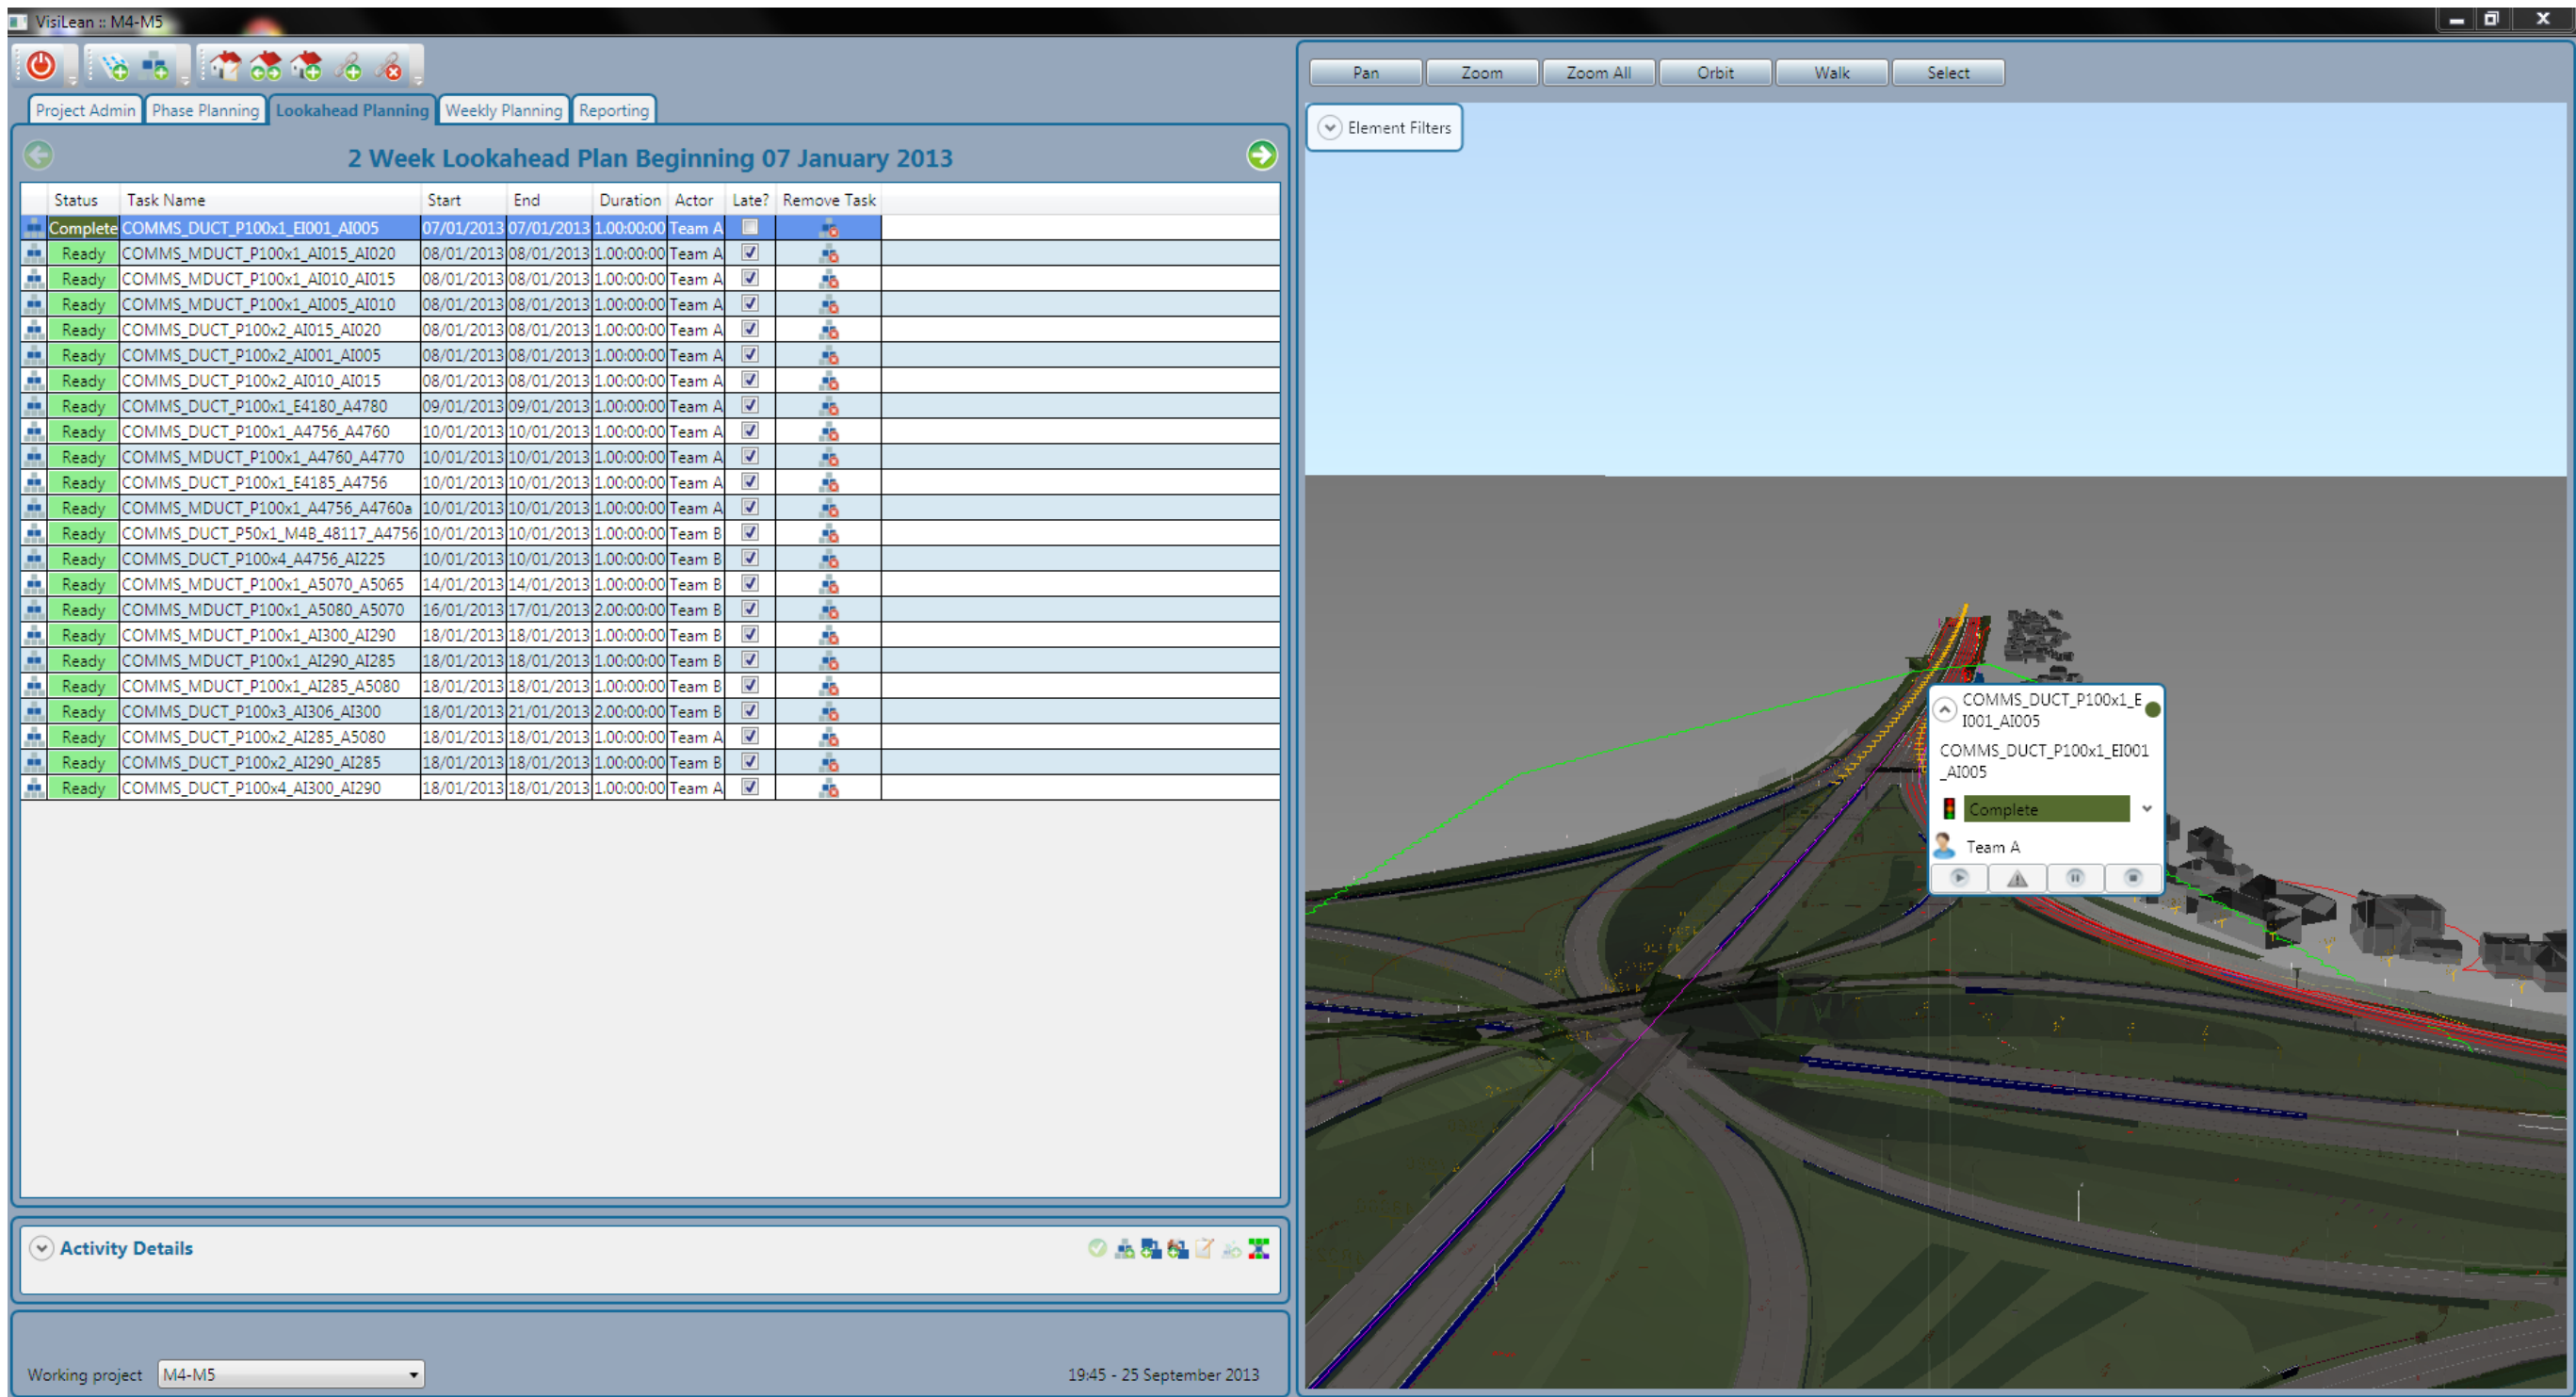 VisiLean :: M4-M5
Project Admin Phase Planning Lookahead Planning Weekly Planning Reporting
2 Week Lookahead Plan Beginning 07 January 2013
Status Task Name Start End Duration Actor Late? Remove Task
Complete COMMS_DUCT_P100x1_EI001_AI005 07/01/2013 07/01/2013 1.00:00:00 Team A
Ready COMMS_MDUCT_P100x1_AI015_AI020 08/01/2013 08/01/2013 1.00:00:00 Team A
Ready COMMS_MDUCT_P100x1_AI010_AI015 08/01/2013 08/01/2013 1.00:00:00 Team A
Ready COMMS_MDUCT_P100x1_AI005_AI010 08/01/2013 08/01/2013 1.00:00:00 Team A
Ready COMMS_DUCT_P100x2_AI015_AI020 08/01/2013 08/01/2013 1.00:00:00 Team A
Ready COMMS_DUCT_P100x2_AI001_AI005 08/01/2013 08/01/2013 1.00:00:00 Team A
Ready COMMS_DUCT_P100x2_AI010_AI015 08/01/2013 08/01/2013 1.00:00:00 Team A
Ready COMMS_DUCT_P100x1_E4180_A4780 09/01/2013 09/01/2013 1.00:00:00 Team A
Ready COMMS_DUCT_P100x1_A4756_A4760 10/01/2013 10/01/2013 1.00:00:00 Team A
Ready COMMS_MDUCT_P100x1_A4760_A4770 10/01/2013 10/01/2013 1.00:00:00 Team A
Ready COMMS_DUCT_P100x1_E4185_A4756 10/01/2013 10/01/2013 1.00:00:00 Team A
Ready COMMS_MDUCT_P100x1_A4756_A4760a 10/01/2013 10/01/2013 1.00:00:00 Team A
Ready COMMS_DUCT_P50x1_M4B_48117_A4756 10/01/2013 10/01/2013 1.00:00:00 Team B
Ready COMMS_DUCT_P100x4_A4756_AI225 10/01/2013 10/01/2013 1.00:00:00 Team B
Ready COMMS_MDUCT_P100x1_A5070_A5065 14/01/2013 14/01/2013 1.00:00:00 Team B
Ready COMMS_MDUCT_P100x1_A5080_A5070 16/01/2013 17/01/2013 2.00:00:00 Team B
Ready COMMS_MDUCT_P100x1_AI300_AI290 18/01/2013 18/01/2013 1.00:00:00 Team B
Ready COMMS_MDUCT_P100x1_AI290_AI285 18/01/2013 18/01/2013 1.00:00:00 Team B
Ready COMMS_MDUCT_P100x1_AI285_A5080 18/01/2013 18/01/2013 1.00:00:00 Team B
Ready COMMS_DUCT_P100x3_AI306_AI300 18/01/2013 21/01/2013 2.00:00:00 Team B
Ready COMMS_DUCT_P100x2_AI285_A5080 18/01/2013 18/01/2013 1.00:00:00 Team A
Ready COMMS_DUCT_P100x2_AI290_AI285 18/01/2013 18/01/2013 1.00:00:00 Team B
Ready COMMS_DUCT_P100x4_AI300_AI290 18/01/2013 18/01/2013 1.00:00:00 Team A
Activity Details
Working project M4-M5
19:45 - 25 September 2013
Pan Zoom Zoom All Orbit Walk Select
Element Filters
COMMS_DUCT_P100x1_E
I001_AI005
COMMS_DUCT_P100x1_EI001
_AI005
Complete
Team A